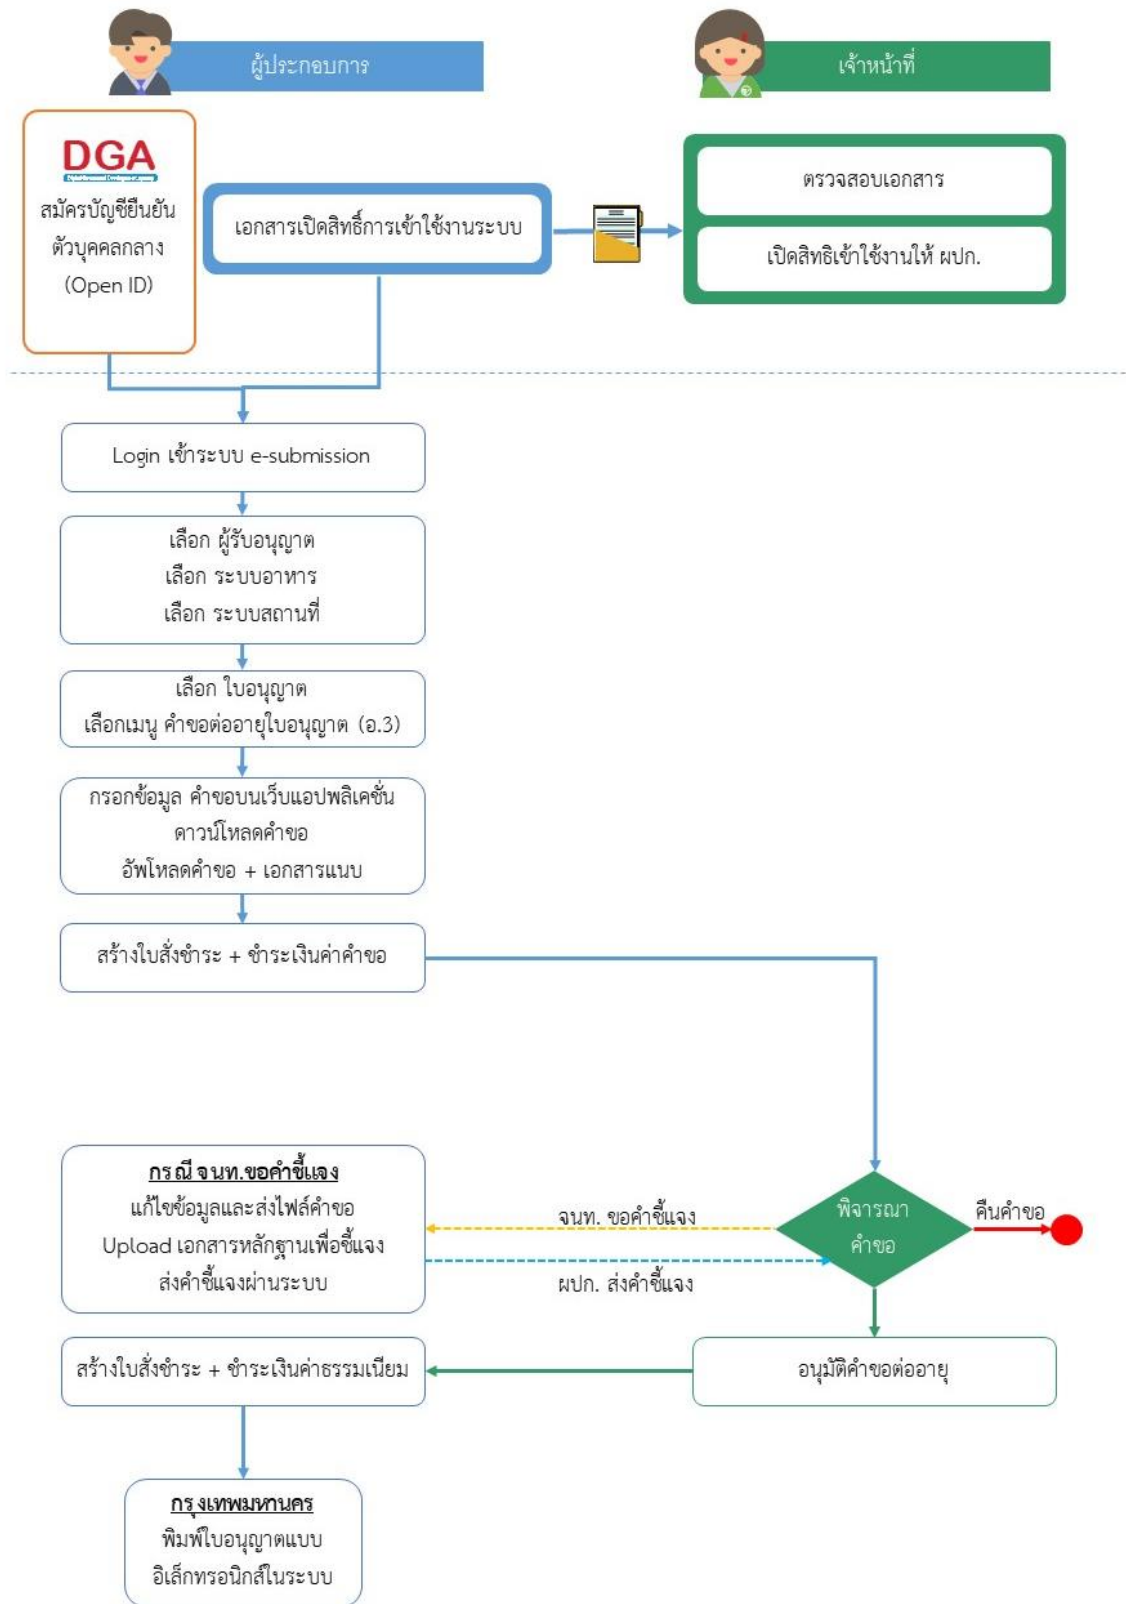 ผู้ประกอบการ
เจ้าหน้าที่
DGA
สมัครบัญชียืนยัน
ตัวบุคคลกลาง
(Open ID)
เอกสารเปิดสิทธิ์การเข้าใช้งานระบบ
ตรวจสอบเอกสาร
เปิดสิทธิเข้าใช้งานให้ ผปก.
Login เข้าระบบ e-submission
เลือก ผู้รับอนุญาต
เลือก ระบบอาหาร
เลือก ระบบสถานที่
เลือก ใบอนุญาต
เลือกเมนู คำขอต่ออายุใบอนุญาต (อ.3)
กรอกข้อมูล คำขอบนเว็บแอปพลิเคชั่น
ดาวน์โหลดคำขอ
อัพโหลดคำขอ + เอกสารแนบ
สร้างใบสั่งชำระ + ชำระเงินค่าคำขอ
กรณี จนท.ขอคำชี้แจง
แก้ไขข้อมูลและส่งไฟล์คำขอ
Upload เอกสารหลักฐานเพื่อชี้แจง
ส่งคำชี้แจงผ่านระบบ
จนท. ขอคำชี้แจง
ผปก. ส่งคำชี้แจง
พิจารณา
คำขอ
คืนคำขอ
สร้างใบสั่งชำระ + ชำระเงินค่าธรรมเนียม
อนุมัติคำขอต่ออายุ
กรุงเทพมหานคร
พิมพ์ใบอนุญาตแบบ
อิเล็กทรอนิกส์ในระบบ